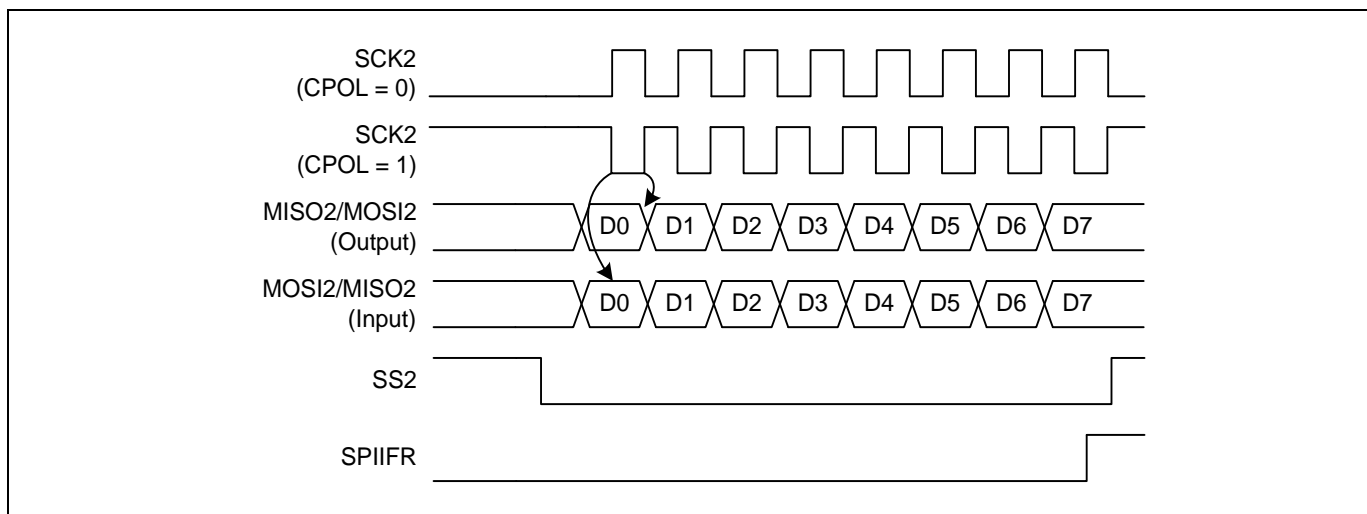 SCK2
(CPOL = 0)
SCK2
(CPOL = 1)
MISO2/MOSI2
(Output)
D0 D1 D2 D3 D4 D5 D6 D7
MOSI2/MISO2
(Input)
D0 D1 D2 D3 D4 D5 D6 D7
SS2
SPIIFR